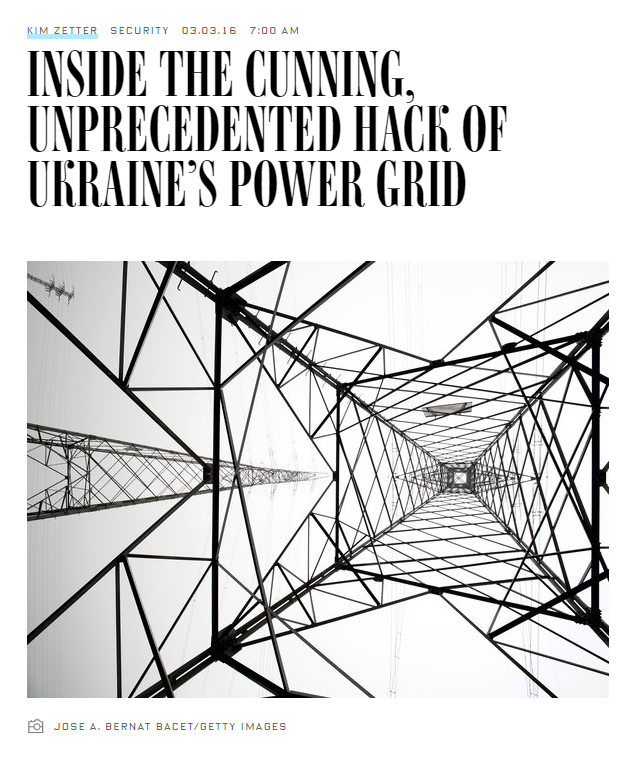 KIM ZETTER SECURITY 03.03.16 7:00 AM
INSIDE THE CUNNING,
UNPRECEDENTED HACK OF
UKRAINE’S POWER GRID
JOSE A. BERNAT BACET/GETTY IMAGES